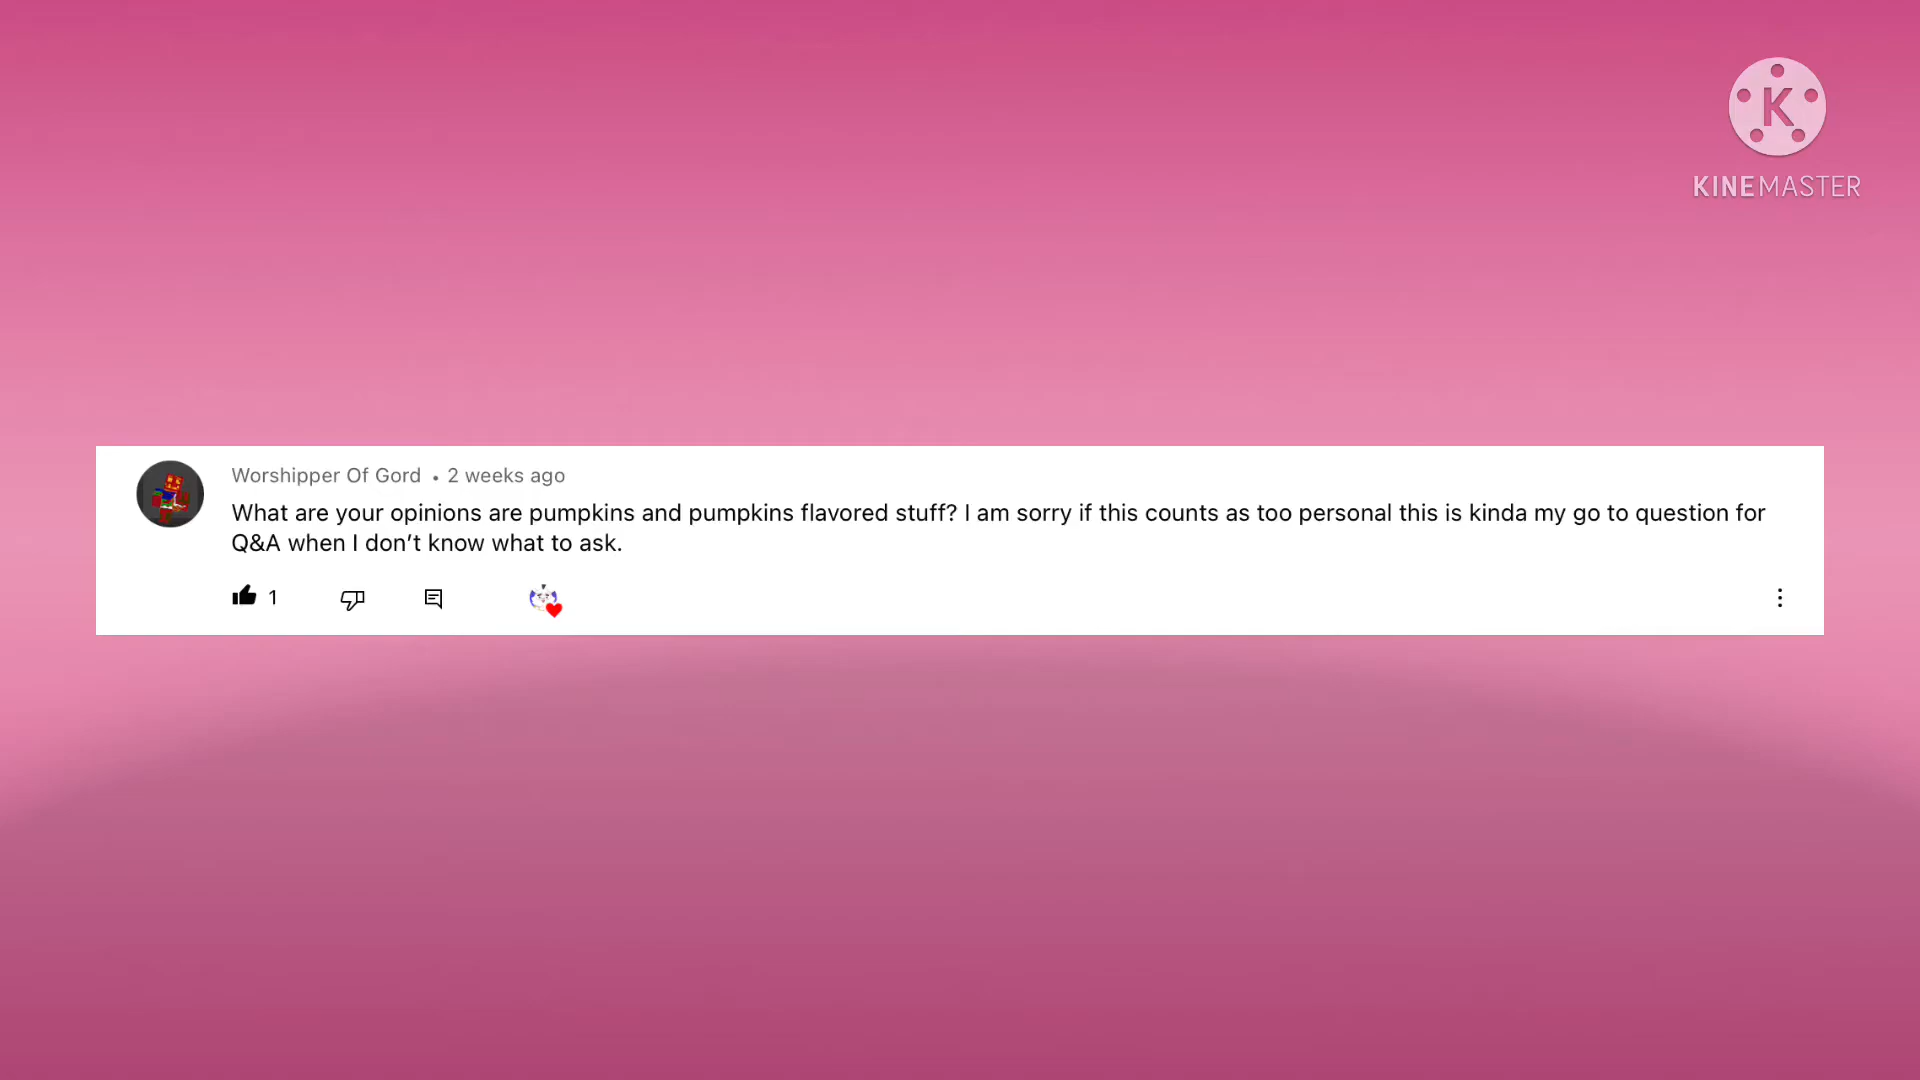 K
KINEMASTER
Worshipper Of Gord • 2 weeks ago
What are your opinions are pumpkins and pumpkins flavored stuff? I am sorry if this counts as too personal this is kinda my go to question for
Q&A when I don’t know what to ask.
1